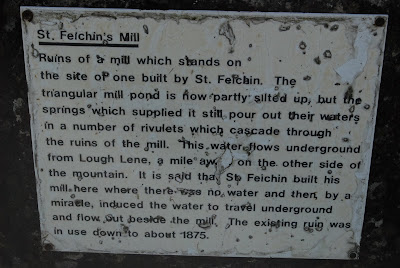 St. Feichin's Mill
Ruins of a mill which stands on
the site of one built by St. Feichin. The
triangular mill pond is now partly silted up, but the
springs which supplied it still pour out their waters
in a number of rivulets which cascade through
the ruins of the mill. This water flows underground
from Lough Lene, a mile away on the other side of
the mountain. It is said that St. Feichin built his
mill here where there was no water and then, by a
miracle, induced the water to travel underground
and flow out beside the mill. The existing ruin was
in use down to about 1875.